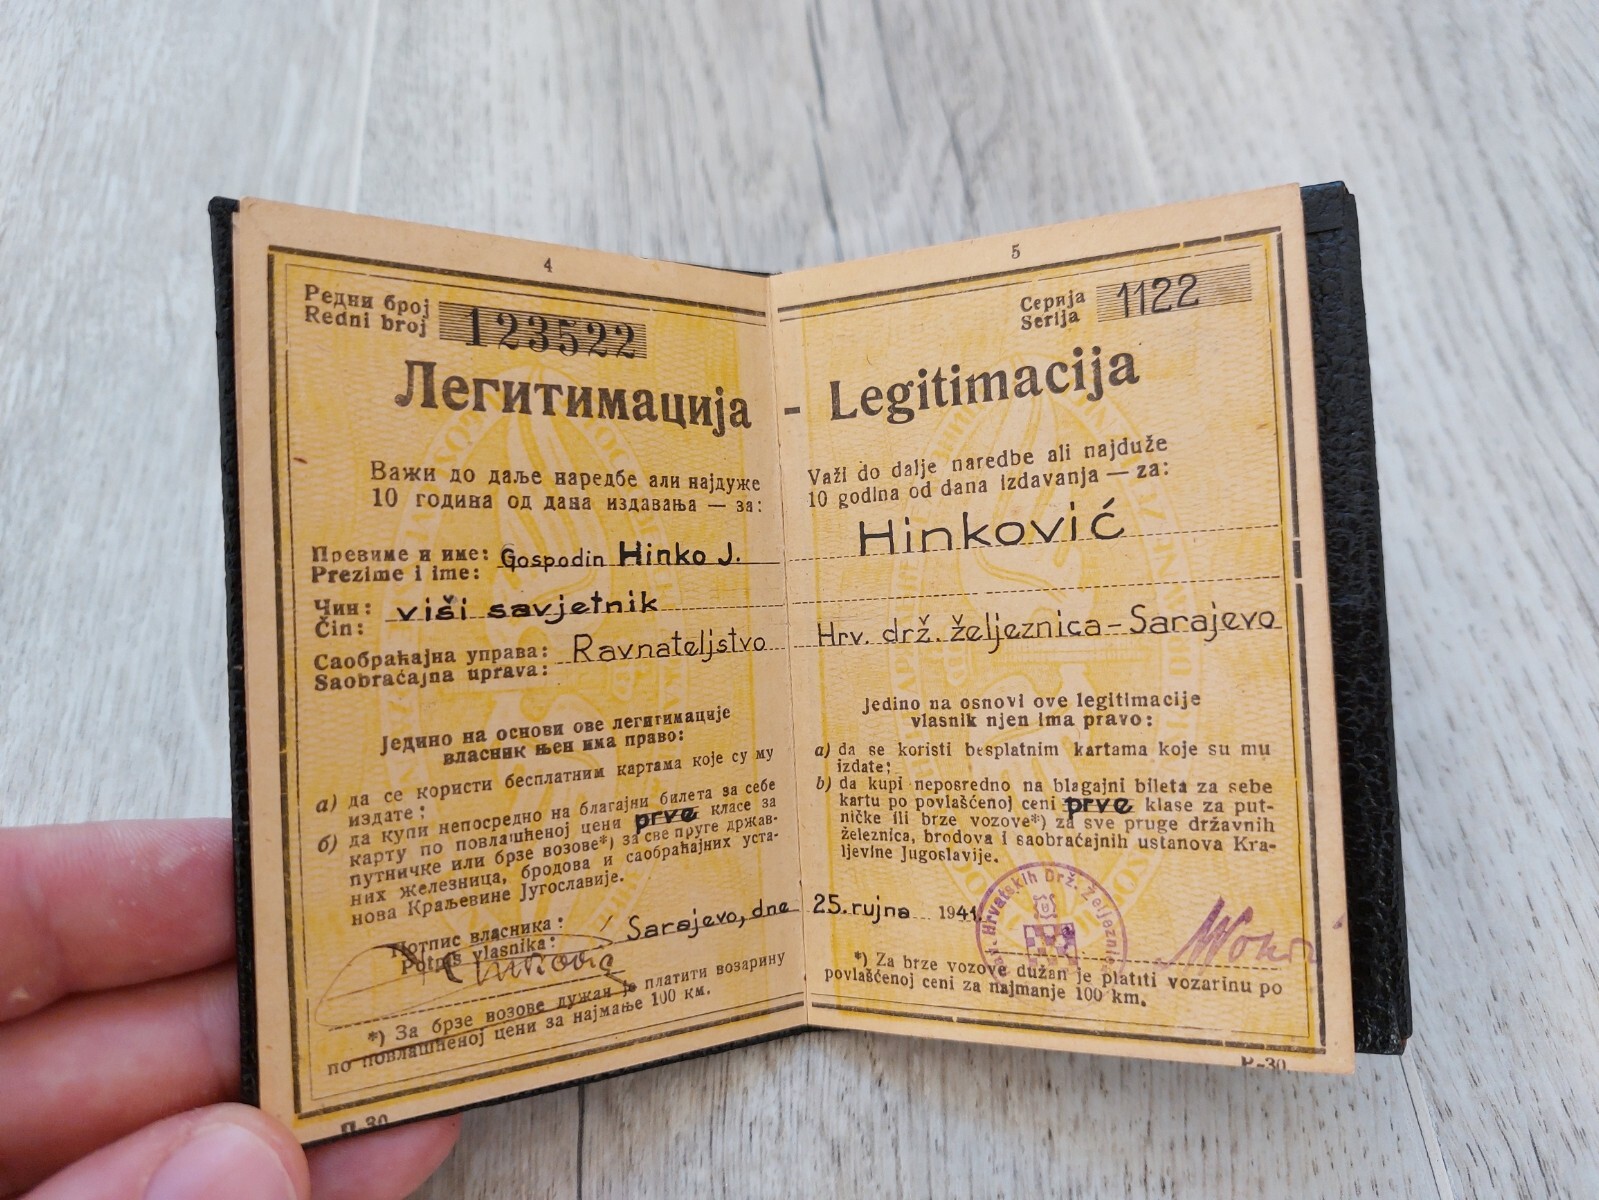 4
Редни број
Redni broj 123522
Легитимација
Важи до даље наредбе али најдуже
10 година од дана издавања — за:
Превиме и име:
Prezime i ime: Gospodin Hinko J.
Чин:
Čin: viši savjetnik
Саобраћајна управа:
Saobraćajna uprava: Ravnateljstvo
Једино на основи ове легитимације
власник њен има право:
а) да се користи бесплатним картама које су му
издате;
б) да купи непосредно на благајни билета за себе
карту по повлашћеној цени prve класе за
путничке или брзе возове*) за све пруге држав-
них железница, бродова и саобраћајних уста-
нова Краљевине Југославије.
Потпис власника:
Potpis vlasnika:
Sarajevo, dne
*) За брзе возове дужан је платити возарину
по повлашћеној цени за најмање 100 км.
П-30
5
Серија
Serija 1122
- Legitimacija
Važi do dalje naredbe ali najduže
10 godina od dana izdavanja — za:
Hinković
Hrv. drž. željeznica-Sarajevo
Jedino na osnovi ove legitimacije
vlasnik njen ima pravo:
a) da se koristi besplatnim kartama koje su mu
izdate;
b) da kupi neposredno na blagajni bileta za sebe
kartu po povlašćenoj ceni prve klase za put-
ničke ili brze vozove*) za sve pruge državnih
železnica, brodova i saobraćajnih ustanova Kra-
ljevine Jugoslavije.
25. rujna 1941.
Hrvatskih Drž. Željeznic
*) Za brze vozove dužan je platiti vozarinu po
povlašćenoj ceni za najmanje 100 km.
P-30